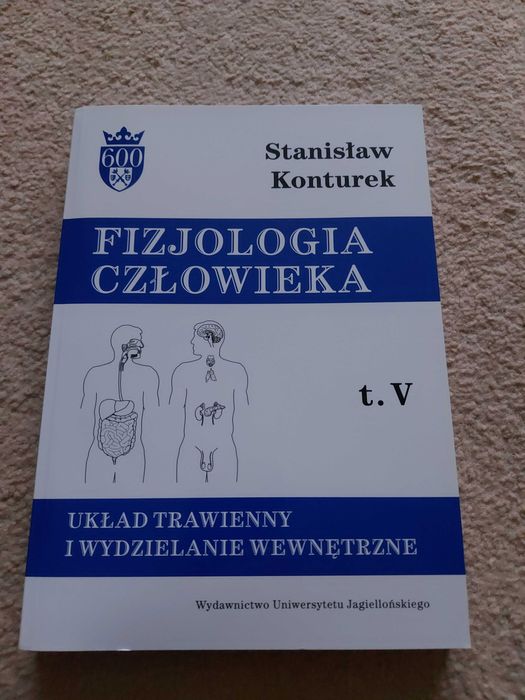 600
Stanisław
Konturek
FIZJOLOGIA
CZŁOWIEKA
t. V
UKŁAD TRAWIENNY
I WYDZIELANIE WEWNĘTRZNE
Wydawnictwo Uniwersytetu Jagiellońskiego